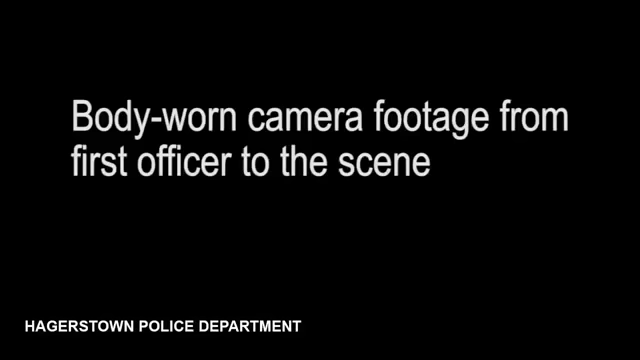 Body-worn camera footage from
first officer to the scene
HAGERSTOWN POLICE DEPARTMENT